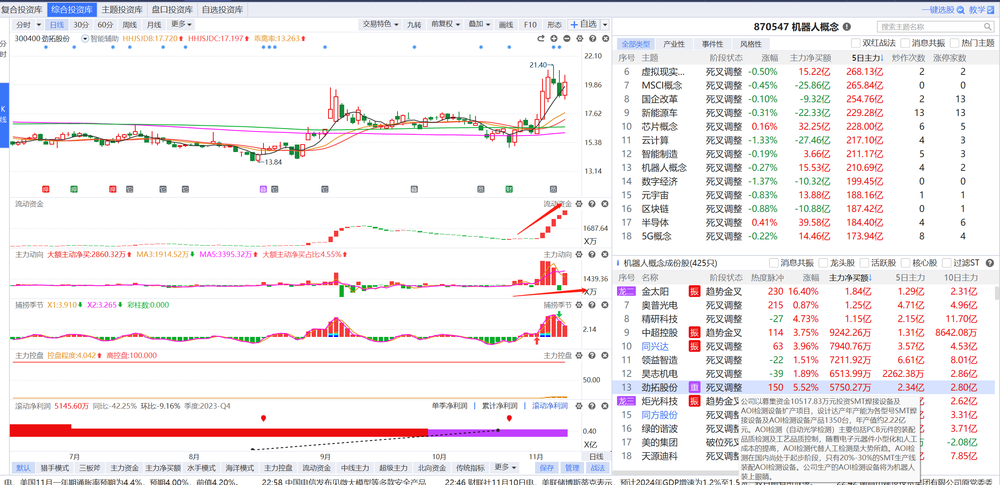 复合投资库 综合投资库 主题投资库 盘口投资库 自选投资库 一键选股 教学
分时 日线 30分 60分 周线 月线 更多 交易特色 九转 前复权 叠加 画线 F10 形态 自选
870547 机器人概念 搜索主题名称
300400 劲拓股份 智能辅助 HHJSJDB:17.720 HHJSJDC:17.197 乖离率:13.263
分时
K线
22.10
21.40
19.86
17.62
15.38
13.84
13.14
押 押 押 它 它 它 叠 它 它 叠 员 财 员
流动资金 流动资金
1687.64
X万
主力动向 大额主动净买:2860.32万 MA3:1914.52万 MA5:3395.32万 大额主动净买占比:4.55% 主力动向
1439.36
X万
捕捞季节 X1:3.910 X2:3.265 彩柱数:0.000 捕捞季节
2.14
主力控盘 控盘程度:4.042 高控盘:100.000 主力控盘
50.00
滚动净利润 5145.60万 同比:-42.25% 环比:-9.16% 季度:2023-Q4 单季净利润 累计净利润 滚动净利润
0.40
X亿
7月 8月 9月 10月 11月 日线
默认 猎手模式 三板斧 主力资金 主力净买额 水手模式 海洋模式 主力控盘 流动资金 中线主力 超级主力 北向资金 传统指标 更多 保存 管理 战法
全部类型 产业性 事件性 风格性 双红战法 消息共振 热门主题
序号 主题 阶段状态 涨幅 主力净买额 5日主力↓ 炒作次数 涨停家数
6 虚拟现实... 死叉调整 -0.50% 15.22亿 268.13亿 2 2
7 MSCI概念 死叉调整 -0.45% -25.86亿 265.84亿 0 0
8 国企改革 死叉调整 -0.10% -9.32亿 254.76亿 2 13
9 新能源车 死叉调整 -0.31% -22.33亿 229.28亿 13 13
10 芯片概念 死叉调整 0.16% 32.25亿 228.00亿 6 5
11 云计算 死叉调整 -1.33% -27.46亿 217.10亿 4 3
12 智能制造 死叉调整 -0.19% 3.66亿 211.17亿 5 3
13 机器人概念 死叉调整 -0.27% 15.53亿 210.69亿 4 2
14 数字经济 死叉调整 -1.37% -10.32亿 199.45亿 0 0
15 元宇宙 死叉调整 -0.83% 13.88亿 188.16亿 1 1
16 区块链 死叉调整 -0.88% -10.88亿 187.42亿 0 1
17 半导体 死叉调整 0.41% 39.58亿 184.40亿 4 6
18 5G概念 死叉调整 -0.22% 14.46亿 173.94亿 8 4
机器人概念成份股(425只) 消息共振 龙头股 活跃股 核心股 过滤ST
序号 名称 阶段状态 热度脉冲 涨幅 主力净买额↓ 5日主力 10日主力
龙二 金太阳 振 趋势金叉 230 16.40% 1.84亿 1.29亿 2.31亿
7 奥普光电 死叉调整 215 0.87% 1.25亿 4.71亿 4.96亿
8 精研科技 死叉调整 -27 4.73% 1.15亿 2.15亿 11.70亿
9 中超控股 振 趋势金叉 114 3.75% 9242.26万 1.31亿 8642.08万
10 同兴达 振 死叉调整 63 3.96% 7940.76万 3.57亿 4.53亿
11 领益智造 死叉调整 -22 1.51% 7211.92万 6.61亿 8.01亿
12 昊志机电 死叉调整 -39 1.89% 6513.99万 2262.38万 2.86亿
13 劲拓股份 重 死叉调整 150 5.52% 5750.27万 2.34亿 2.80亿
龙三 炬光科技 振 趋势金叉 2.62亿
15 同方股份 死叉调整 3.31亿
16 绿的谐波 死叉调整 3.71亿
17 美的集团 破位死叉 -2.08亿
18 天源迪科 死叉调整 7.85亿
公司以募集资金10517.83万元投资SMT焊接设备及
AOI检测设备扩产项目，设计达产年产能为各型号SMT焊
接设备及AOI检测设备产品1350台，年产值约2.22亿
元。AOI检测（自动光学检测）主要包括PCB元件的装配
品质检测及工艺品质控制，随着电子元器件小型化和人工
成本的提高，AOI检测代替人工检测是大势所趋。AOI检
测在国内尚处于起步阶段，只有20%-30%的SMT生产线
装配AOI检测设备。公司生产的AOI检测设备将为机器人
装上眼睛。
电，美国11月一年期通胀率预期为4.4%，预期4.00%，前值4.20%。 22:58 中国电信发布见微大模型等多款安全产品 22:46 财联社11月10日电，美联储博斯蒂克表示，预计2024年GDP增速为1.2%至1.5 集团有限公司原党委委